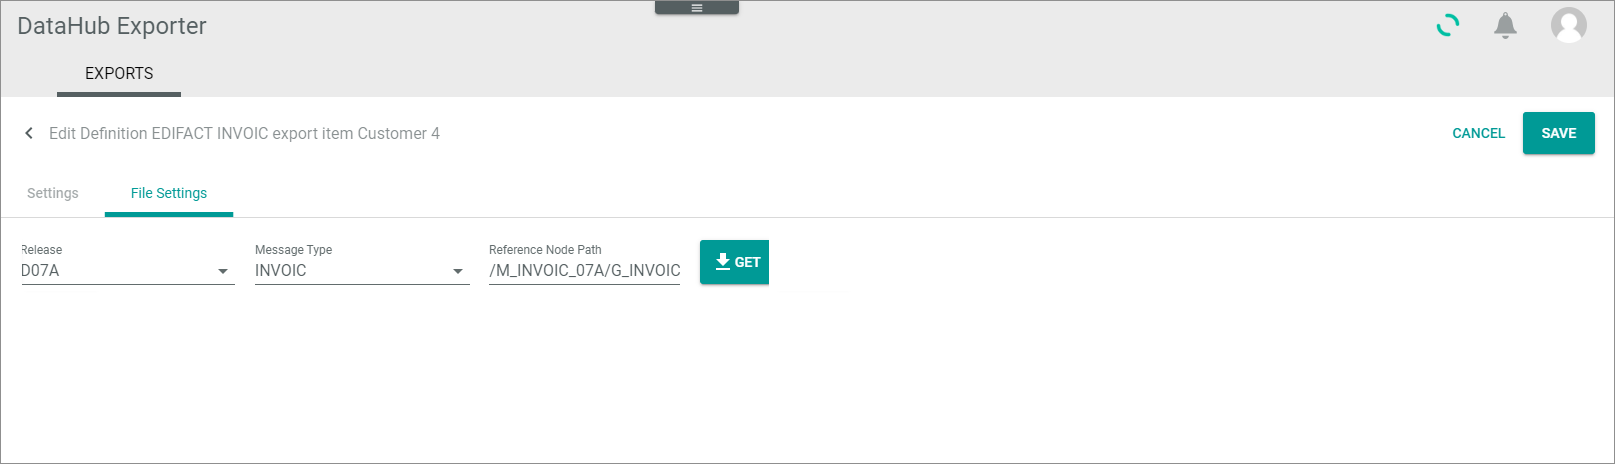 DataHub Exporter
EXPORTS
Edit Definition EDIFACT INVOIC export item Customer 4
CANCEL
SAVE
Settings
File Settings
Release
Message Type
Reference Node Path
D07A
INVOIC
/M_INVOIC_07A/G_INVOIC
GET